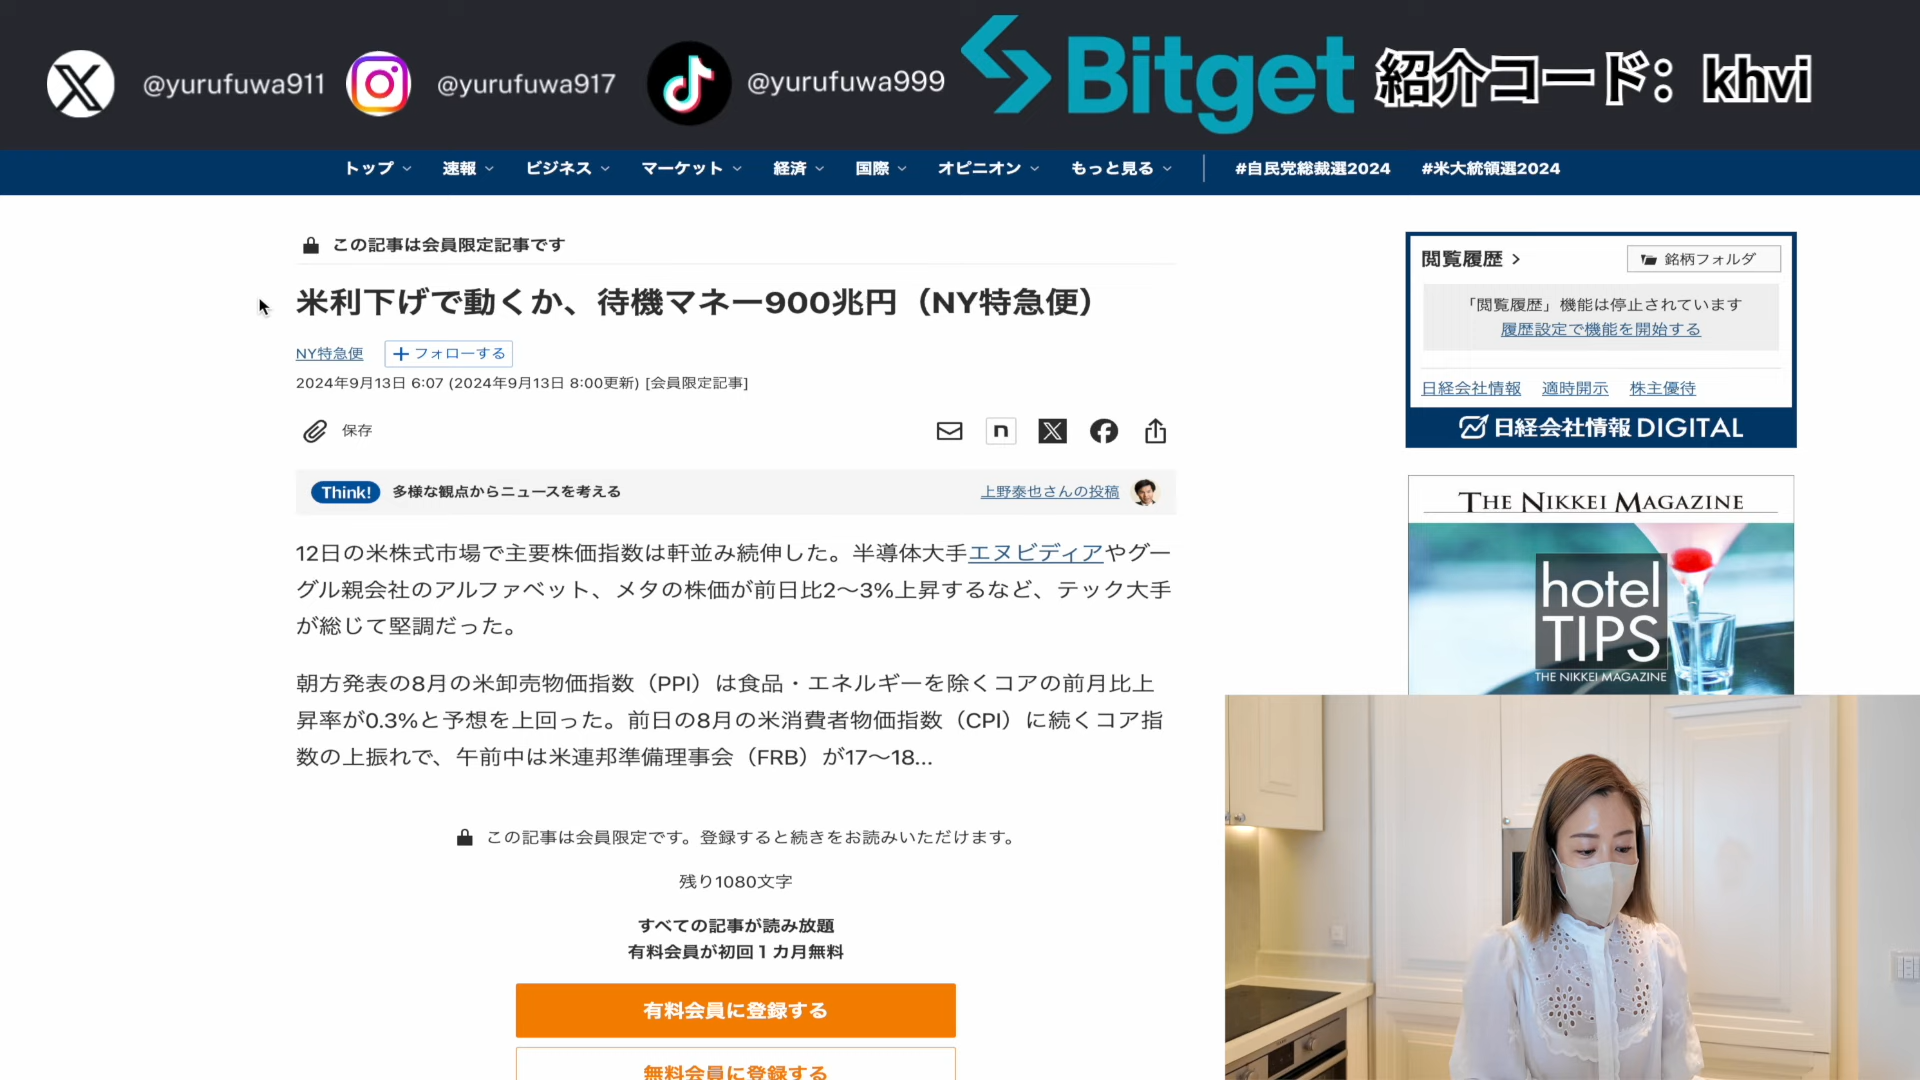 @yurufuwa911
@yurufuwa917
@yurufuwa999
Bitget
紹介コード：khvi
トップ
速報
ビジネス
マーケット
経済
国際
オピニオン
もっと見る
#自民党総裁選2024
#米大統領選2024
この記事は会員限定記事です
米利下げで動くか、待機マネー900兆円（NY特急便）
NY特急便
フォローする
2024年9月13日 6:07 (2024年9月13日 8:00更新) [会員限定記事]
保存
Think!
多様な観点からニュースを考える
上野泰也さんの投稿
12日の米株式市場で主要株価指数は軒並み続伸した。半導体大手エヌビディアやグー
グル親会社のアルファベット、メタの株価が前日比2〜3%上昇するなど、テック大手
が総じて堅調だった。
朝方発表の8月の米卸売物価指数（PPI）は食品・エネルギーを除くコアの前月比上
昇率が0.3%と予想を上回った。前日の8月の米消費者物価指数（CPI）に続くコア指
数の上振れで、午前中は米連邦準備理事会（FRB）が17〜18...
この記事は会員限定です。登録すると続きをお読みいただけます。
残り1080文字
すべての記事が読み放題
有料会員が初回１カ月無料
有料会員に登録する
無料会員に登録する
閲覧履歴
銘柄フォルダ
「閲覧履歴」機能は停止されています
履歴設定で機能を開始する
日経会社情報
適時開示
株主優待
日経会社情報 DIGITAL
THE NIKKEI MAGAZINE
hotel
TIPS
THE NIKKEI MAGAZINE